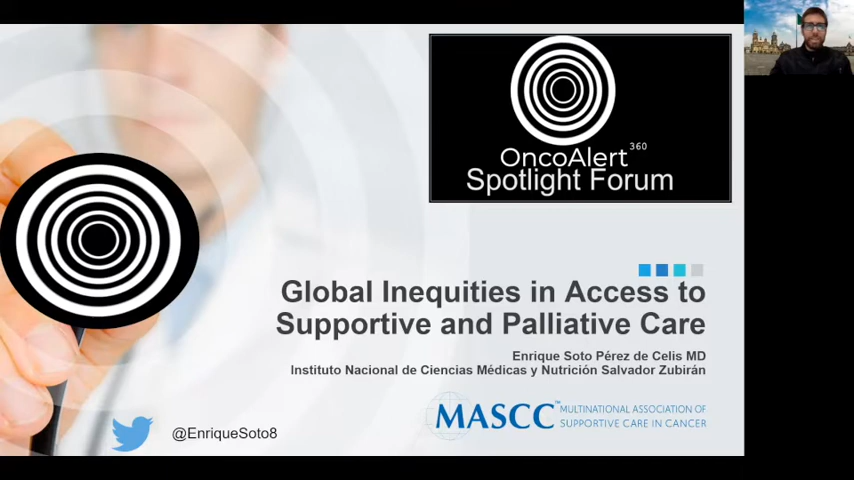 OncoAlert 360
Spotlight Forum
Global Inequities in Access to
Supportive and Palliative Care
Enrique Soto Pérez de Celis MD
Instituto Nacional de Ciencias Médicas y Nutrición Salvador Zubirán
MASCC™ MULTINATIONAL ASSOCIATION OF
SUPPORTIVE CARE IN CANCER
@EnriqueSoto8